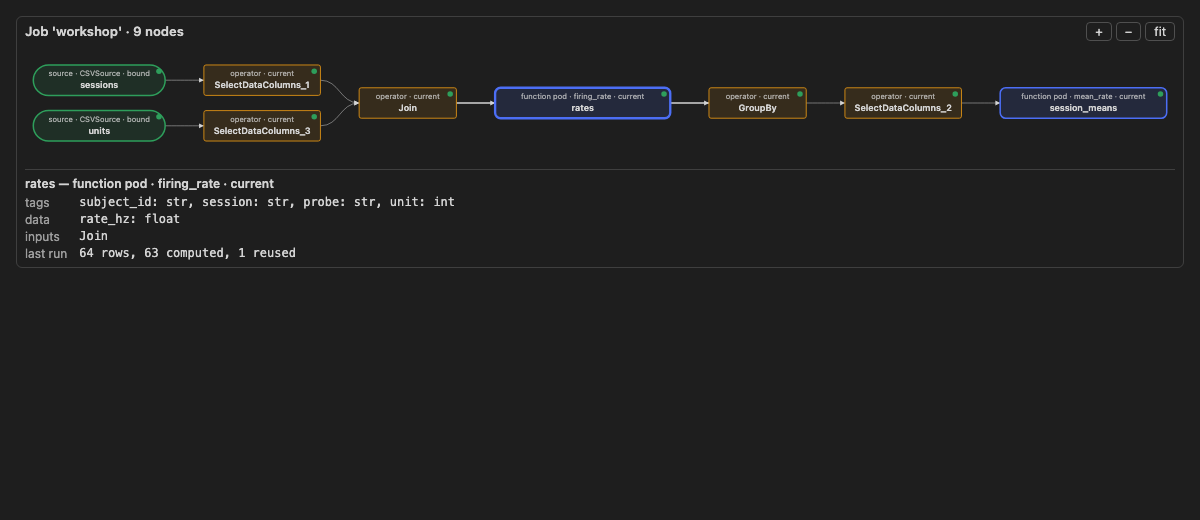 Job 'workshop' · 9 nodes
+
−
fit
source · CSVSource · bound
sessions
operator · current
SelectDataColumns_1
source · CSVSource · bound
units
operator · current
SelectDataColumns_3
operator · current
Join
function pod · firing_rate · current
rates
operator · current
GroupBy
operator · current
SelectDataColumns_2
function pod · mean_rate · current
session_means
rates — function pod · firing_rate · current
tags subject_id: str, session: str, probe: str, unit: int
data rate_hz: float
inputs Join
last run 64 rows, 63 computed, 1 reused